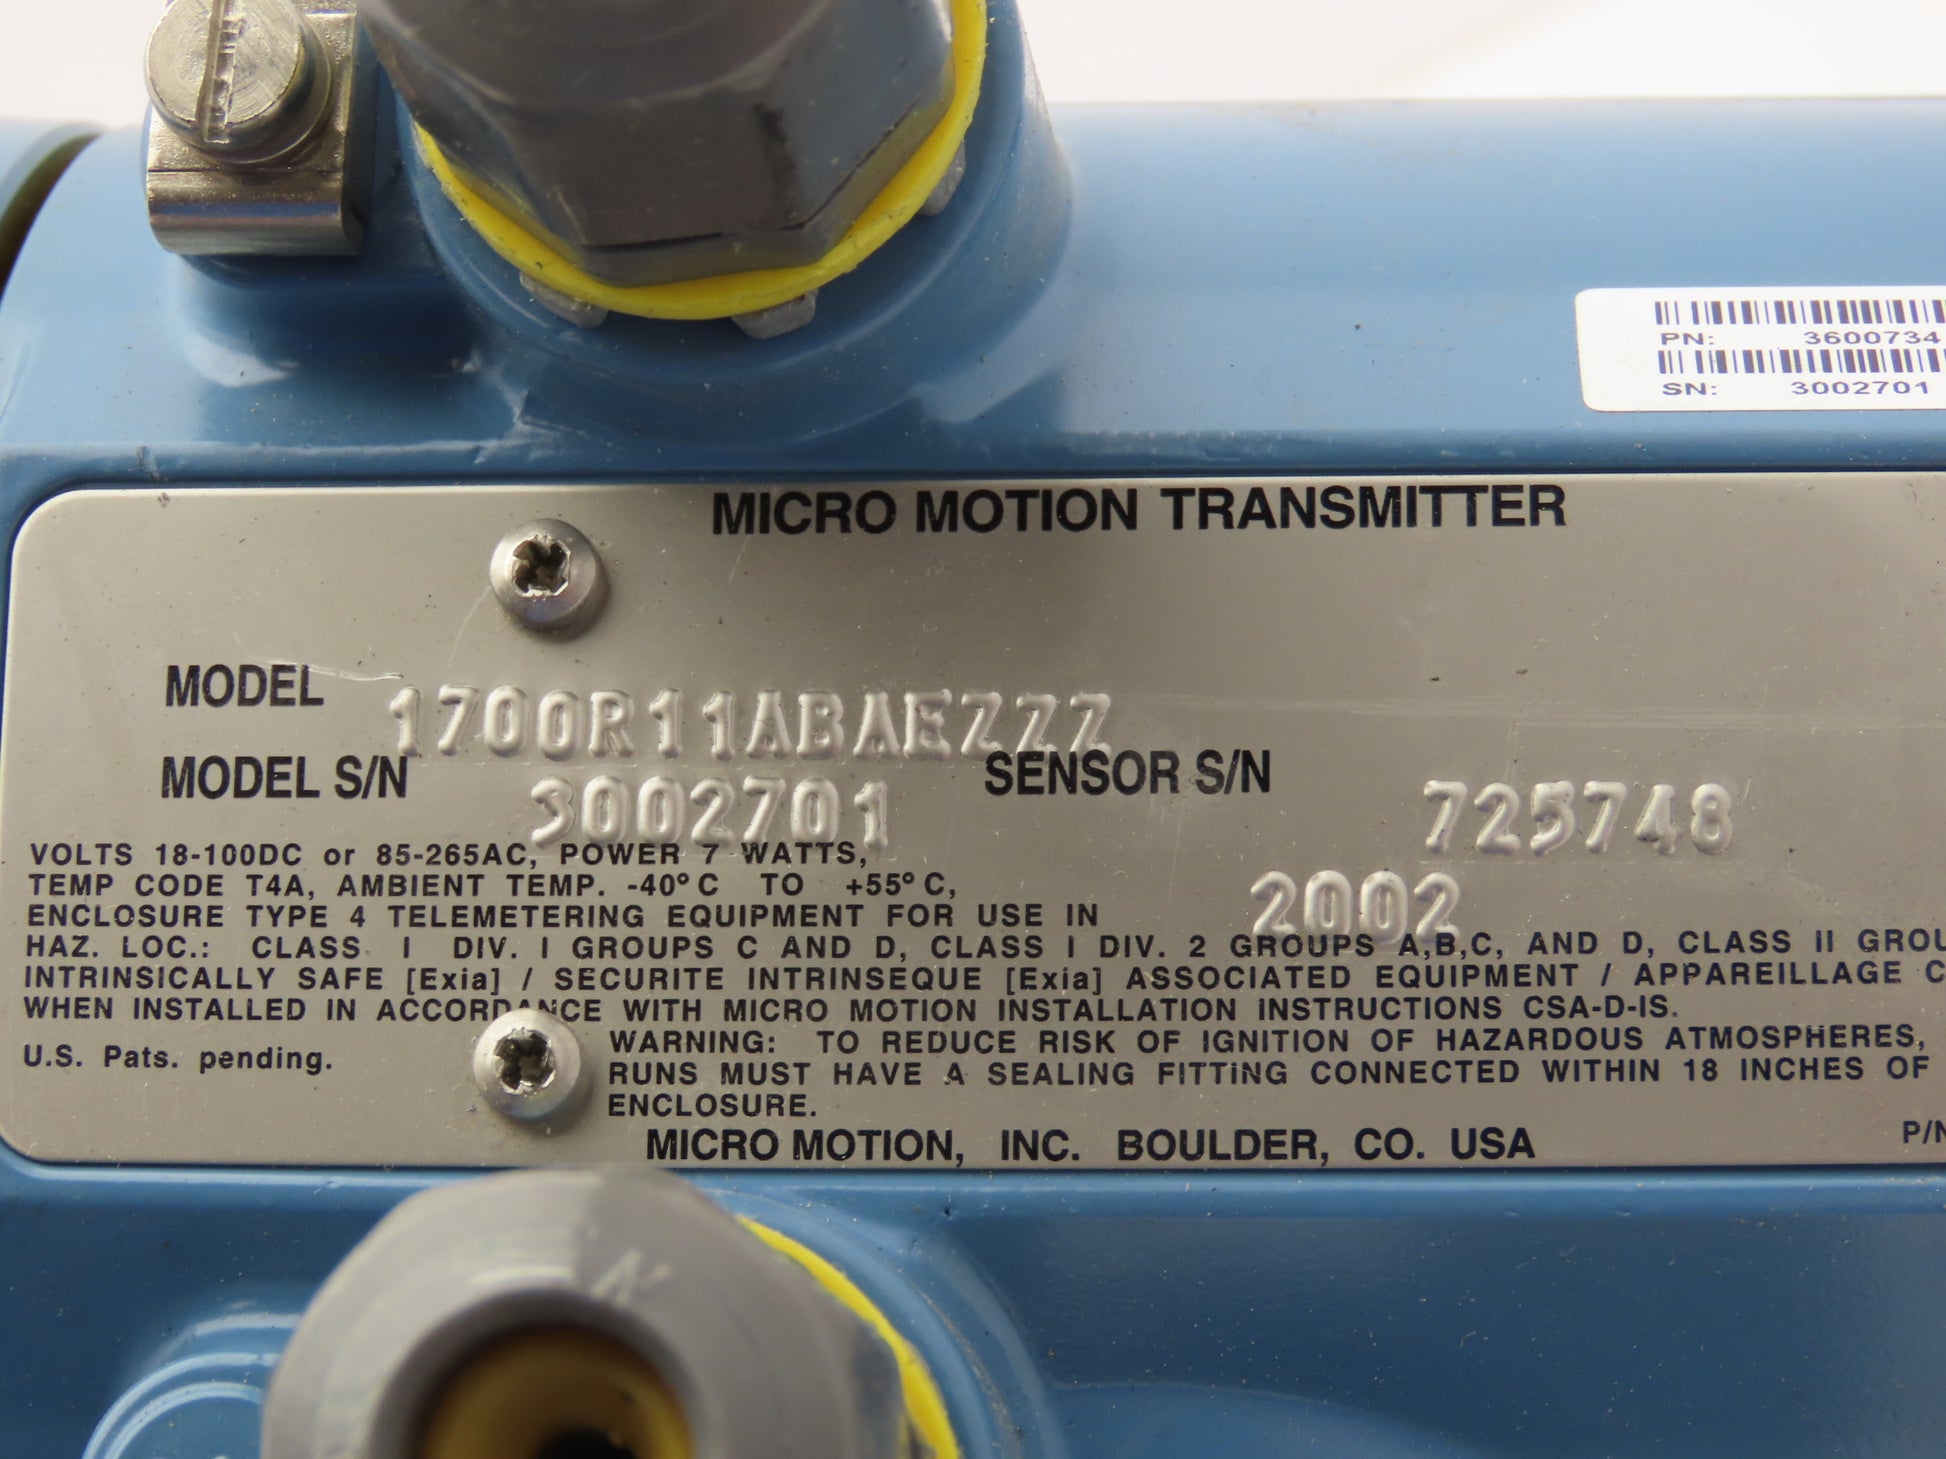 PN: 3600734
SN: 3002701
MICRO MOTION TRANSMITTER
MODEL 1700R11ABAEZZZ
MODEL S/N 3002701 SENSOR S/N 725748
VOLTS 18-100DC or 85-265AC, POWER 7 WATTS,
TEMP CODE T4A, AMBIENT TEMP. -40°C TO +55°C,
2002
ENCLOSURE TYPE 4 TELEMETERING EQUIPMENT FOR USE IN
HAZ. LOC.: CLASS I DIV. I GROUPS C AND D, CLASS I DIV. 2 GROUPS A,B,C, AND D, CLASS II GROU
INTRINSICALLY SAFE [Exia] / SECURITE INTRINSEQUE [Exia] ASSOCIATED EQUIPMENT / APPAREILLAGE C
WHEN INSTALLED IN ACCORDANCE WITH MICRO MOTION INSTALLATION INSTRUCTIONS CSA-D-IS.
U.S. Pats. pending.
WARNING: TO REDUCE RISK OF IGNITION OF HAZARDOUS ATMOSPHERES,
RUNS MUST HAVE A SEALING FITTING CONNECTED WITHIN 18 INCHES OF
ENCLOSURE.
MICRO MOTION, INC. BOULDER, CO. USA
P/N